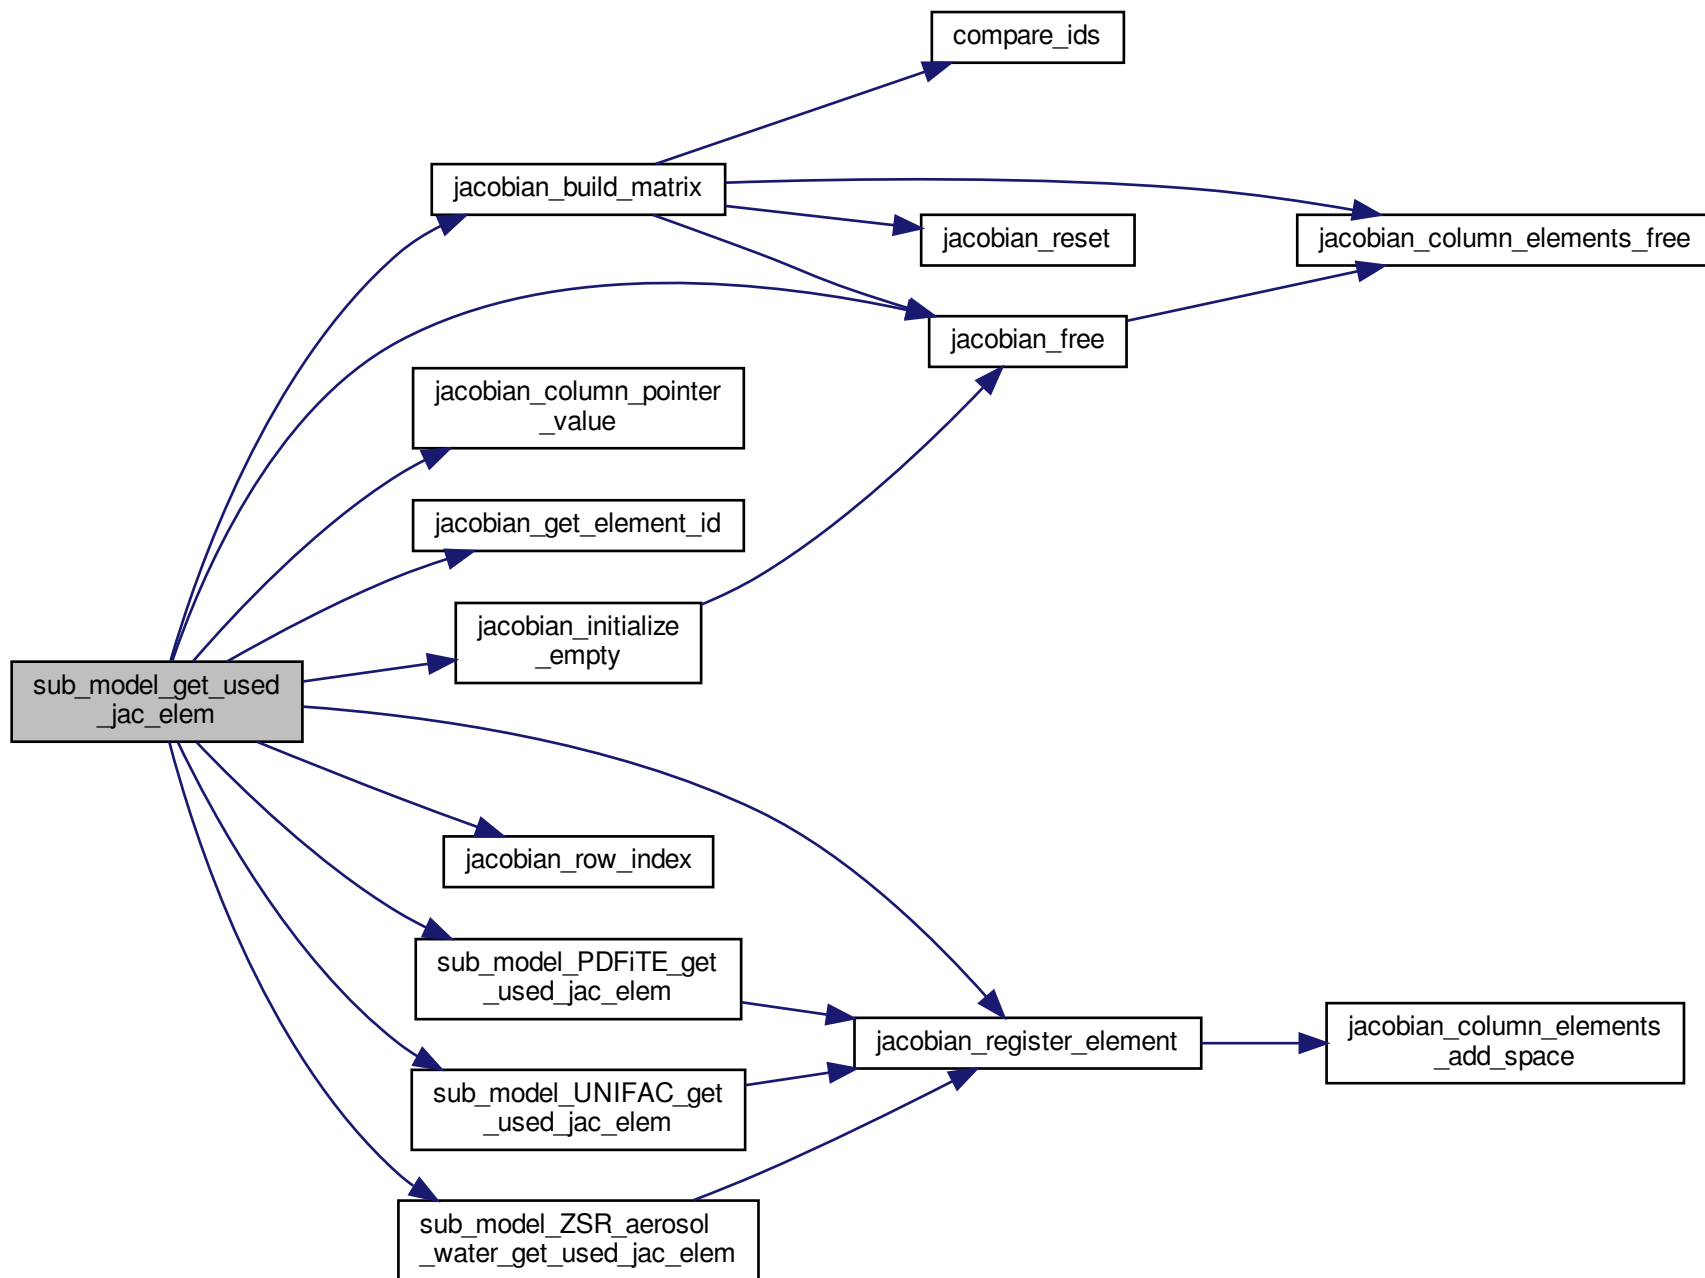 compare_ids
jacobian_build_matrix
jacobian_reset
jacobian_column_elements_free
jacobian_free
jacobian_column_pointer
_value
jacobian_get_element_id
jacobian_initialize
_empty
sub_model_get_used
_jac_elem
jacobian_row_index
sub_model_PDFiTE_get
_used_jac_elem
jacobian_register_element
jacobian_column_elements
_add_space
sub_model_UNIFAC_get
_used_jac_elem
sub_model_ZSR_aerosol
_water_get_used_jac_elem